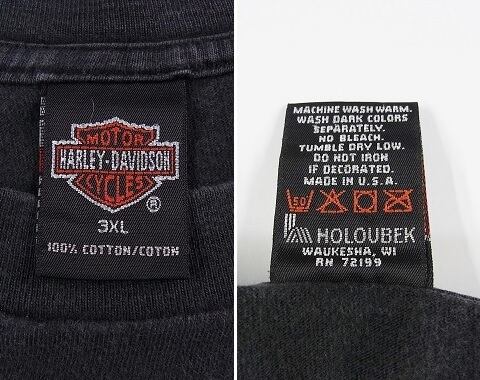 MOTOR
HARLEY-DAVIDSON
CYCLES
®
3XL
100% COTTON/COTON
MACHINE WASH WARM.
WASH DARK COLORS
SEPARATELY.
NO BLEACH.
TUMBLE DRY LOW.
DO NOT IRON
IF DECORATED.
MADE IN U.S.A.
50
HOLOUBEK
WAUKESHA, WI
RN 72199